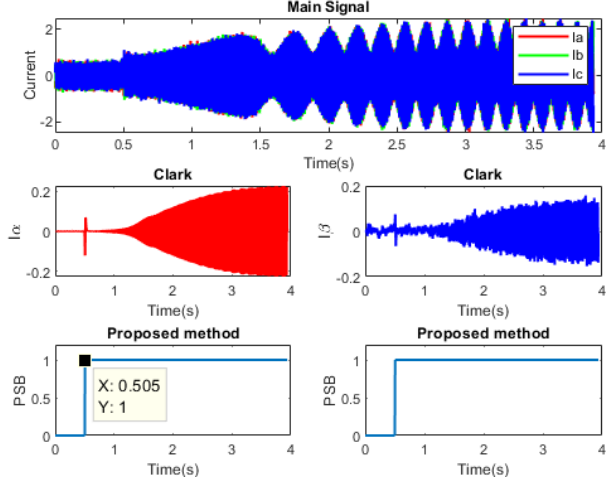 Main Signal
2
0
-2
Current
Ia
Ib
Ic
0 0.5 1 1.5 2 2.5 3 3.5 4
Time(s)
Clark
0.2
0
-0.2
Iα
0 1 2 3 4
Time(s)
Clark
0.2
0
-0.1
Iβ
0 1 2 3 4
Time(s)
Proposed method
1
0.5
0
PSB
X: 0.505
Y: 1
0 1 2 3 4
Time(s)
Proposed method
1
0.5
0
PSB
0 1 2 3 4
Time(s)